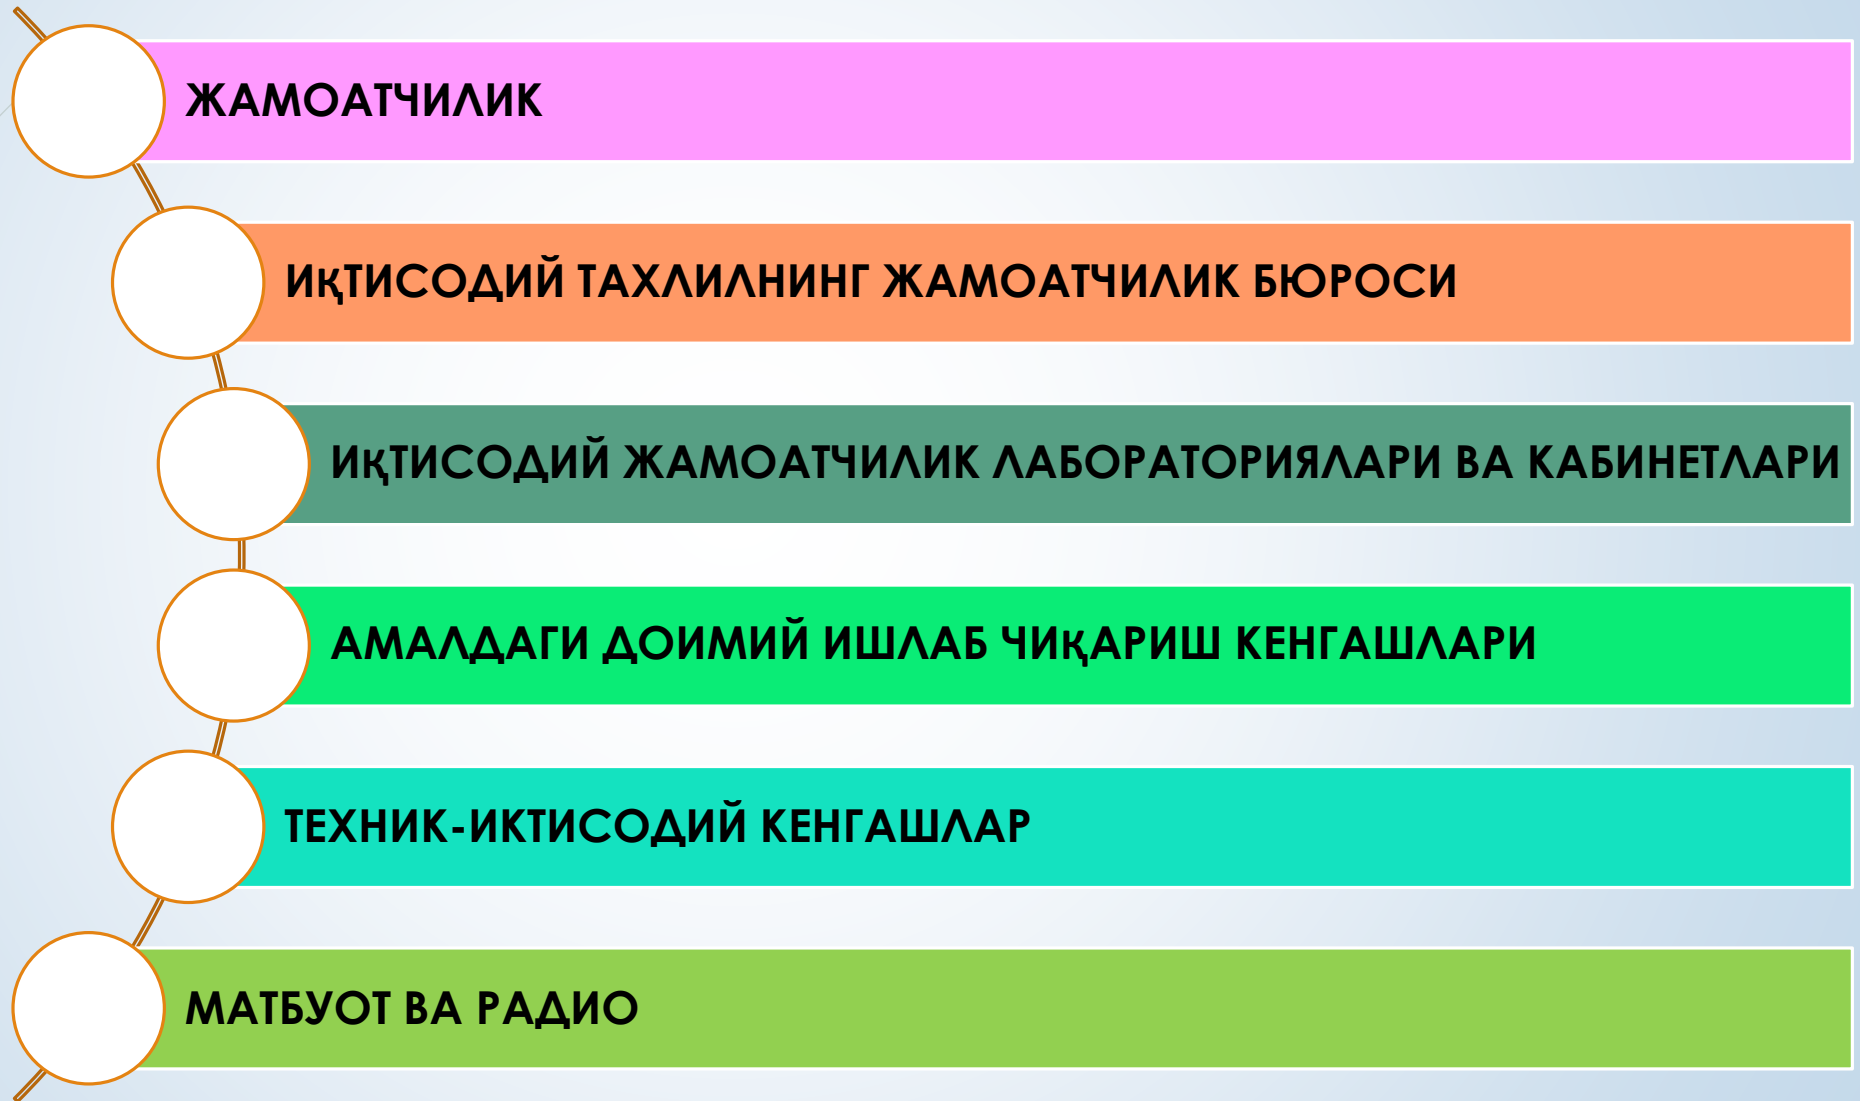 ЖАМОАТЧИЛИК
ИҚТИСОДИЙ ТАХЛИЛНИНГ ЖАМОАТЧИЛИК БЮРОСИ
ИҚТИСОДИЙ ЖАМОАТЧИЛИК ЛАБОРАТОРИЯЛАРИ ВА КАБИНЕТЛАРИ
АМАЛДАГИ ДОИМИЙ ИШЛАБ ЧИҚАРИШ КЕНГАШЛАРИ
ТЕХНИК-ИКТИСОДИЙ КЕНГАШЛАР
МАТБУОТ ВА РАДИО